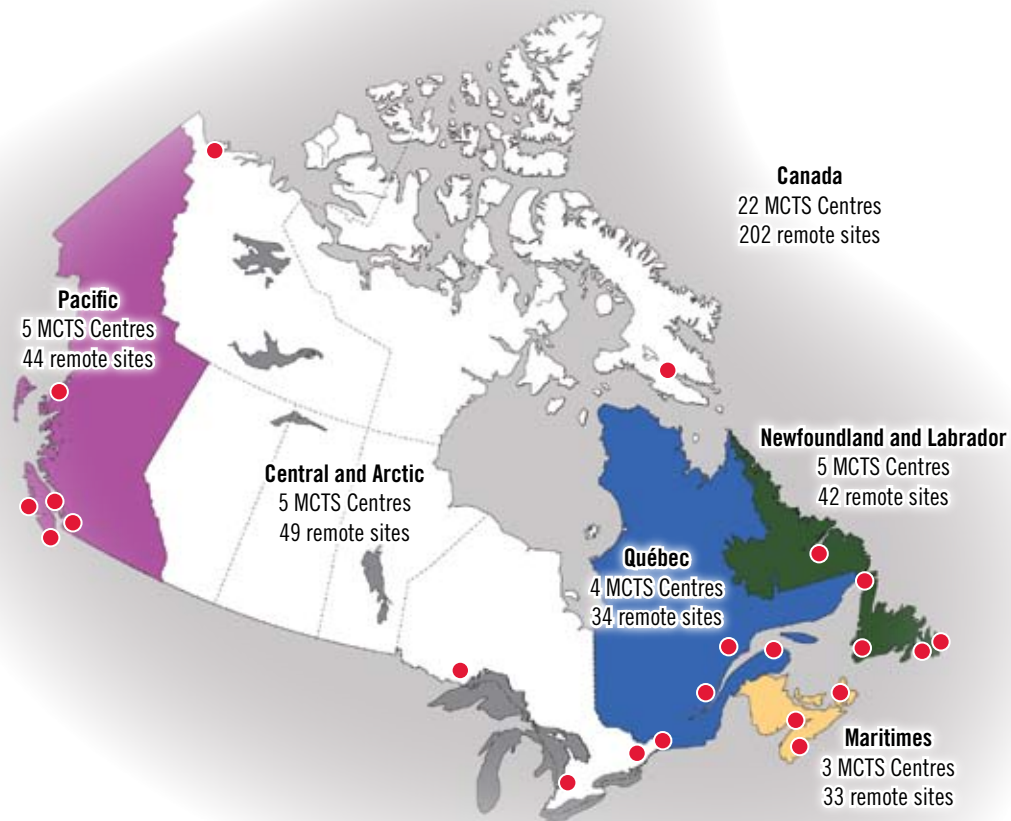 Canada
22 MCTS Centres
202 remote sites
Pacific
5 MCTS Centres
44 remote sites
Central and Arctic
5 MCTS Centres
49 remote sites
Newfoundland and Labrador
5 MCTS Centres
42 remote sites
Québec
4 MCTS Centres
34 remote sites
Maritimes
3 MCTS Centres
33 remote sites